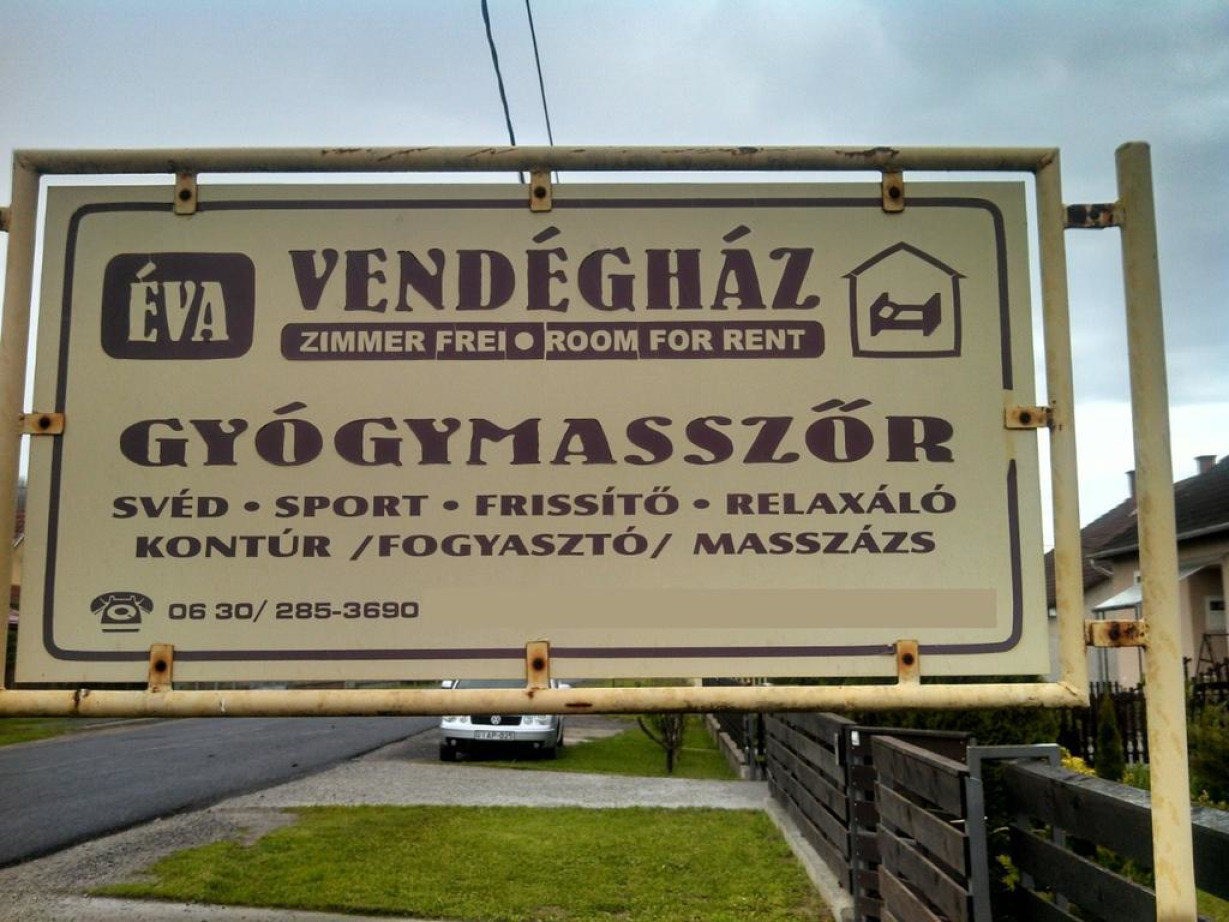 ÉVA
VENDÉGHÁZ
ZIMMER FREI • ROOM FOR RENT
GYÓGYMASSZŐR
SVÉD • SPORT • FRISSÍTŐ • RELAXÁLÓ
KONTÚR /FOGYASZTÓ/ MASSZÁZS
06 30/ 285-3690